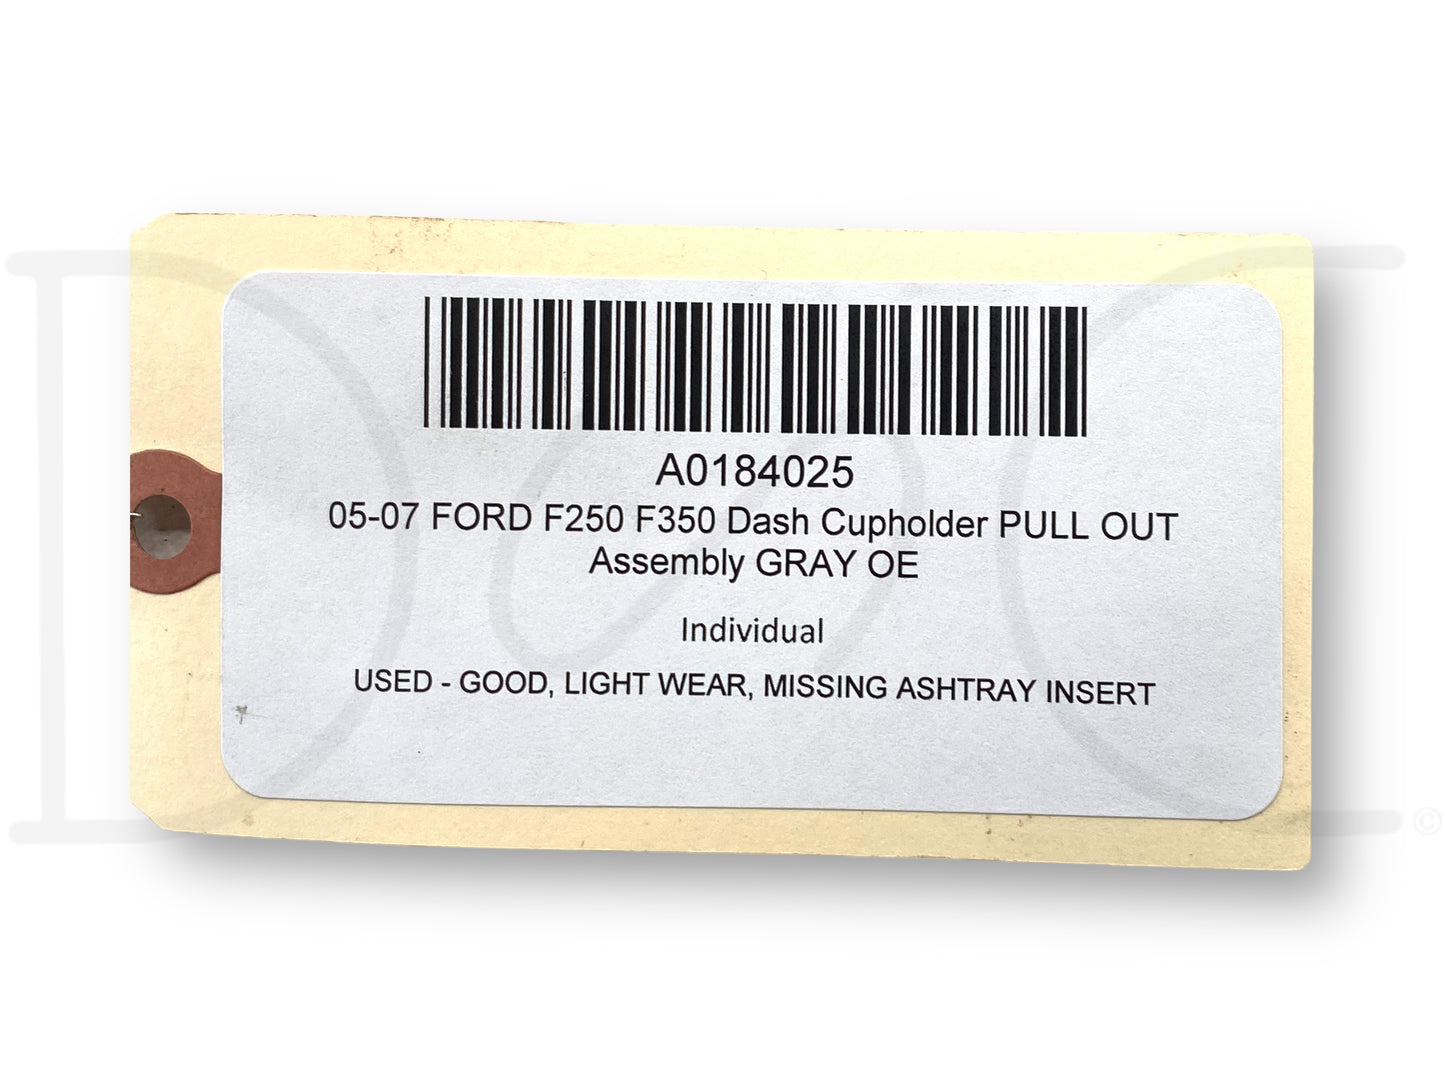 A0184025
05-07 FORD F250 F350 Dash Cupholder PULL OUT
Assembly GRAY OE
Individual
USED - GOOD, LIGHT WEAR, MISSING ASHTRAY INSERT
©